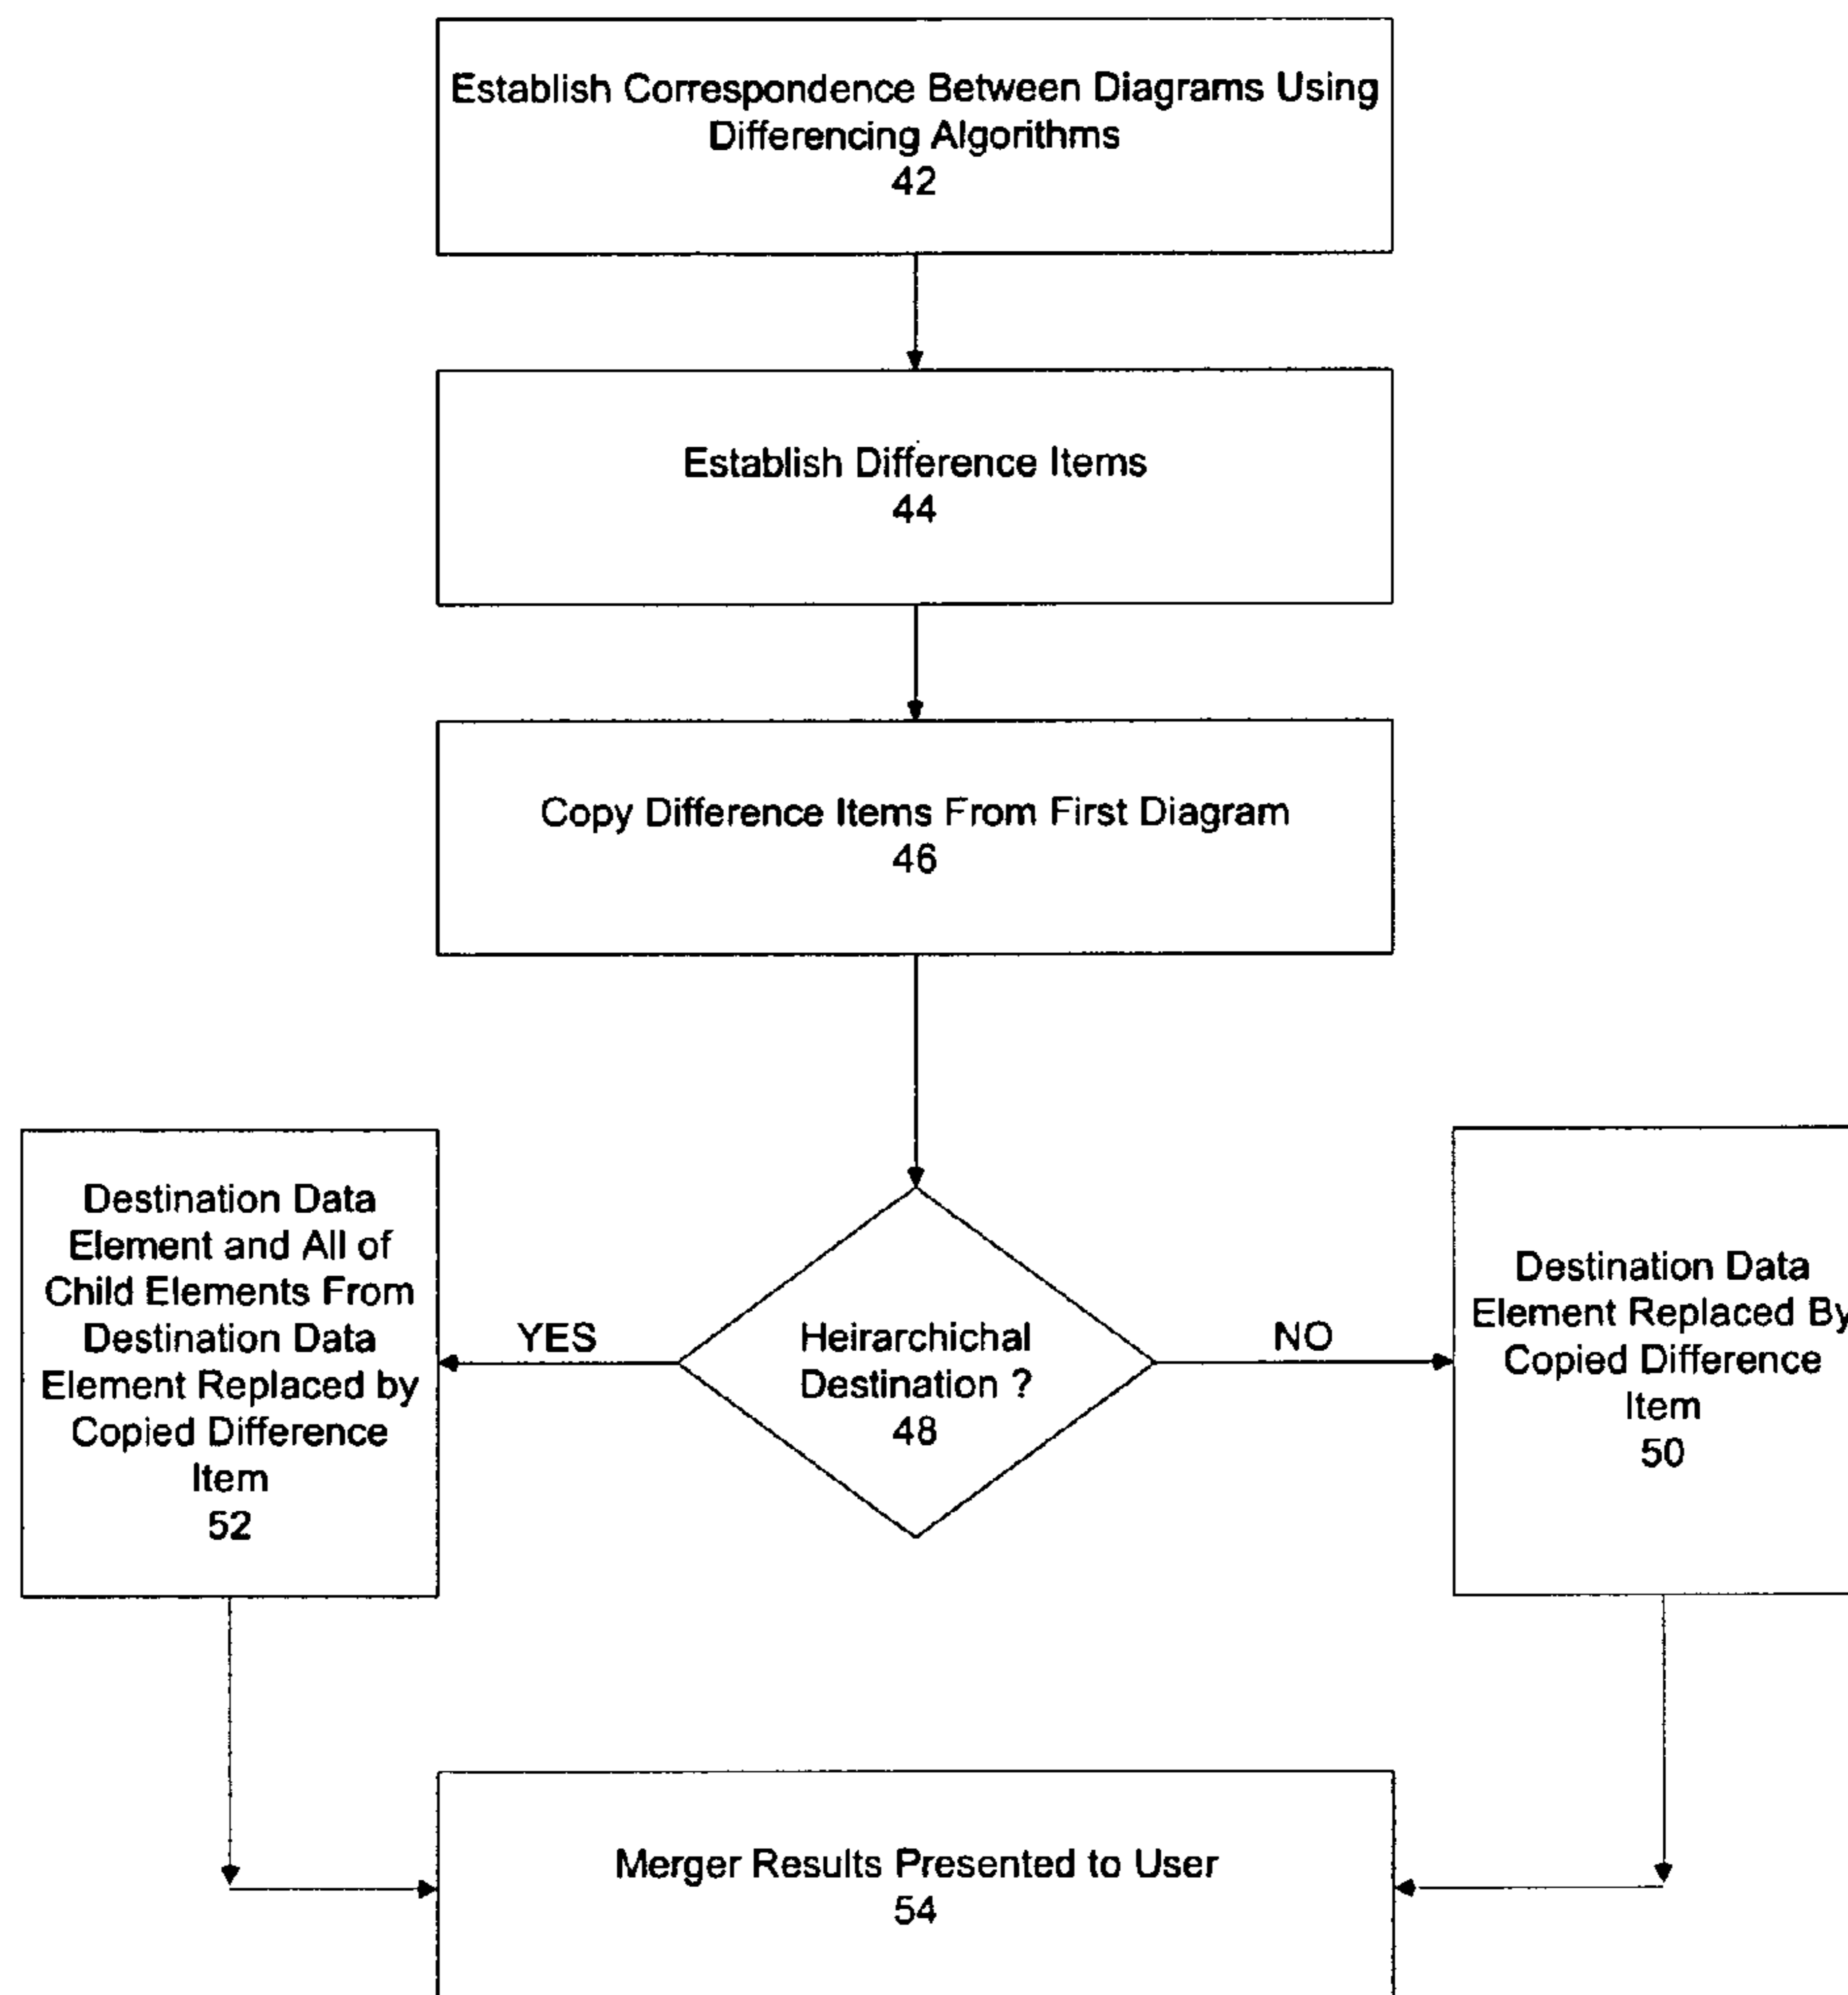 Establish Correspondence Between Diagrams Using
Differencing Algorithms
42
Establish Difference Items
44
Copy Difference Items From First Diagram
46
Heirarchichal
Destination ?
48
YES
NO
Destination Data
Element and All of
Child Elements From
Destination Data
Element Replaced by
Copied Difference
Item
52
Destination Data
Element Replaced By
Copied Difference
Item
50
Merger Results Presented to User
54